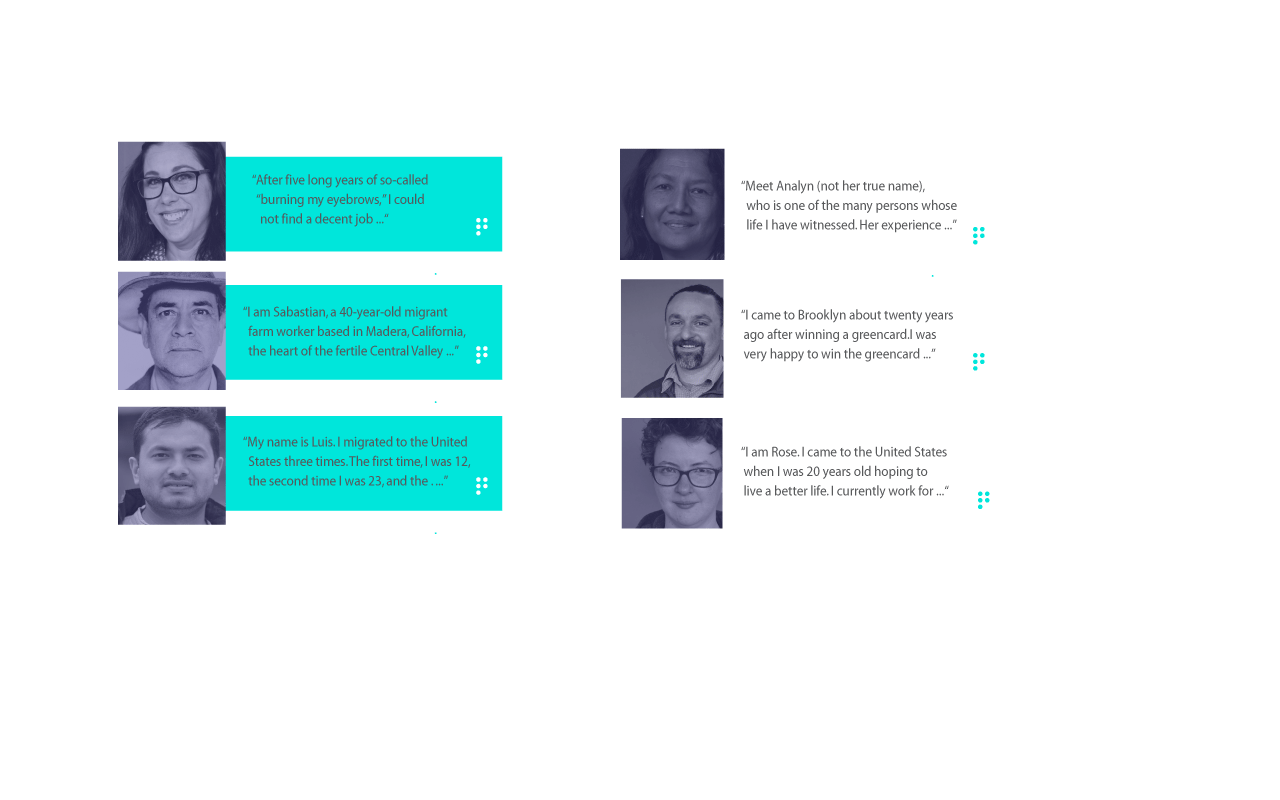 “After five long years of so-called
“burning my eyebrows,” I could
not find a decent job ...“
“I am Sabastian, a 40-year-old migrant
farm worker based in Madera, California,
the heart of the fertile Central Valley ...“
“My name is Luis. I migrated to the United
States three times. The first time, I was 12,
the second time I was 23, and the . ...“
“Meet Analyn (not her true name),
who is one of the many persons whose
life I have witnessed. Her experience ...”
“I came to Brooklyn about twenty years
ago after winning a greencard.I was
very happy to win the greencard ...”
“I am Rose. I came to the United States
when I was 20 years old hoping to
live a better life. I currently work for ...“